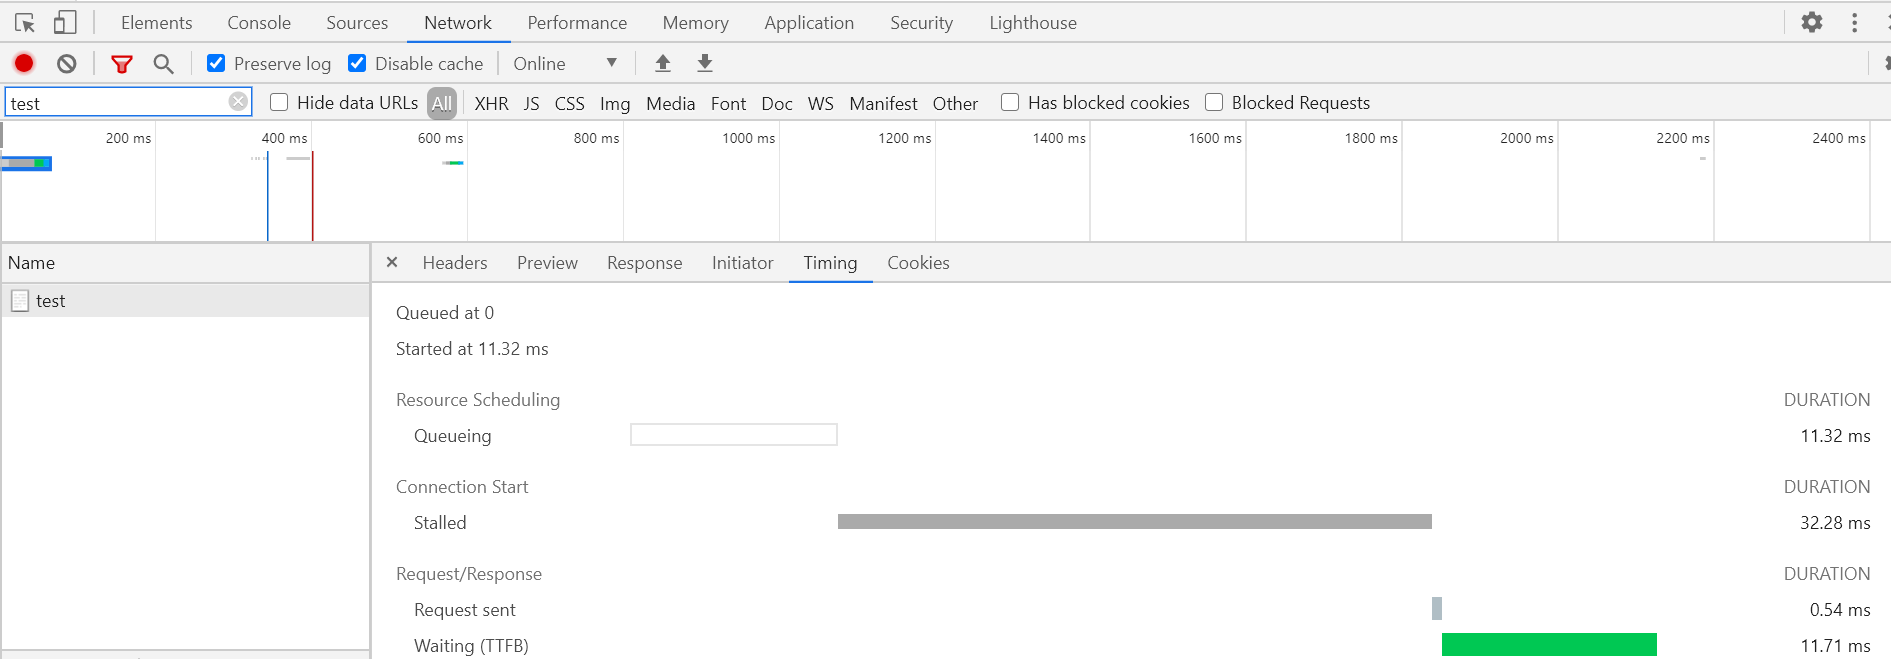 Elements Console Sources Network Performance Memory Application Security Lighthouse
Preserve log Disable cache Online
test Hide data URLs All XHR JS CSS Img Media Font Doc WS Manifest Other Has blocked cookies Blocked Requests
200 ms 400 ms 600 ms 800 ms 1000 ms 1200 ms 1400 ms 1600 ms 1800 ms 2000 ms 2200 ms 2400 ms
Name Headers Preview Response Initiator Timing Cookies
test
Queued at 0
Started at 11.32 ms
Resource Scheduling DURATION
Queueing 11.32 ms
Connection Start DURATION
Stalled 32.28 ms
Request/Response DURATION
Request sent 0.54 ms
Waiting (TTFB) 11.71 ms